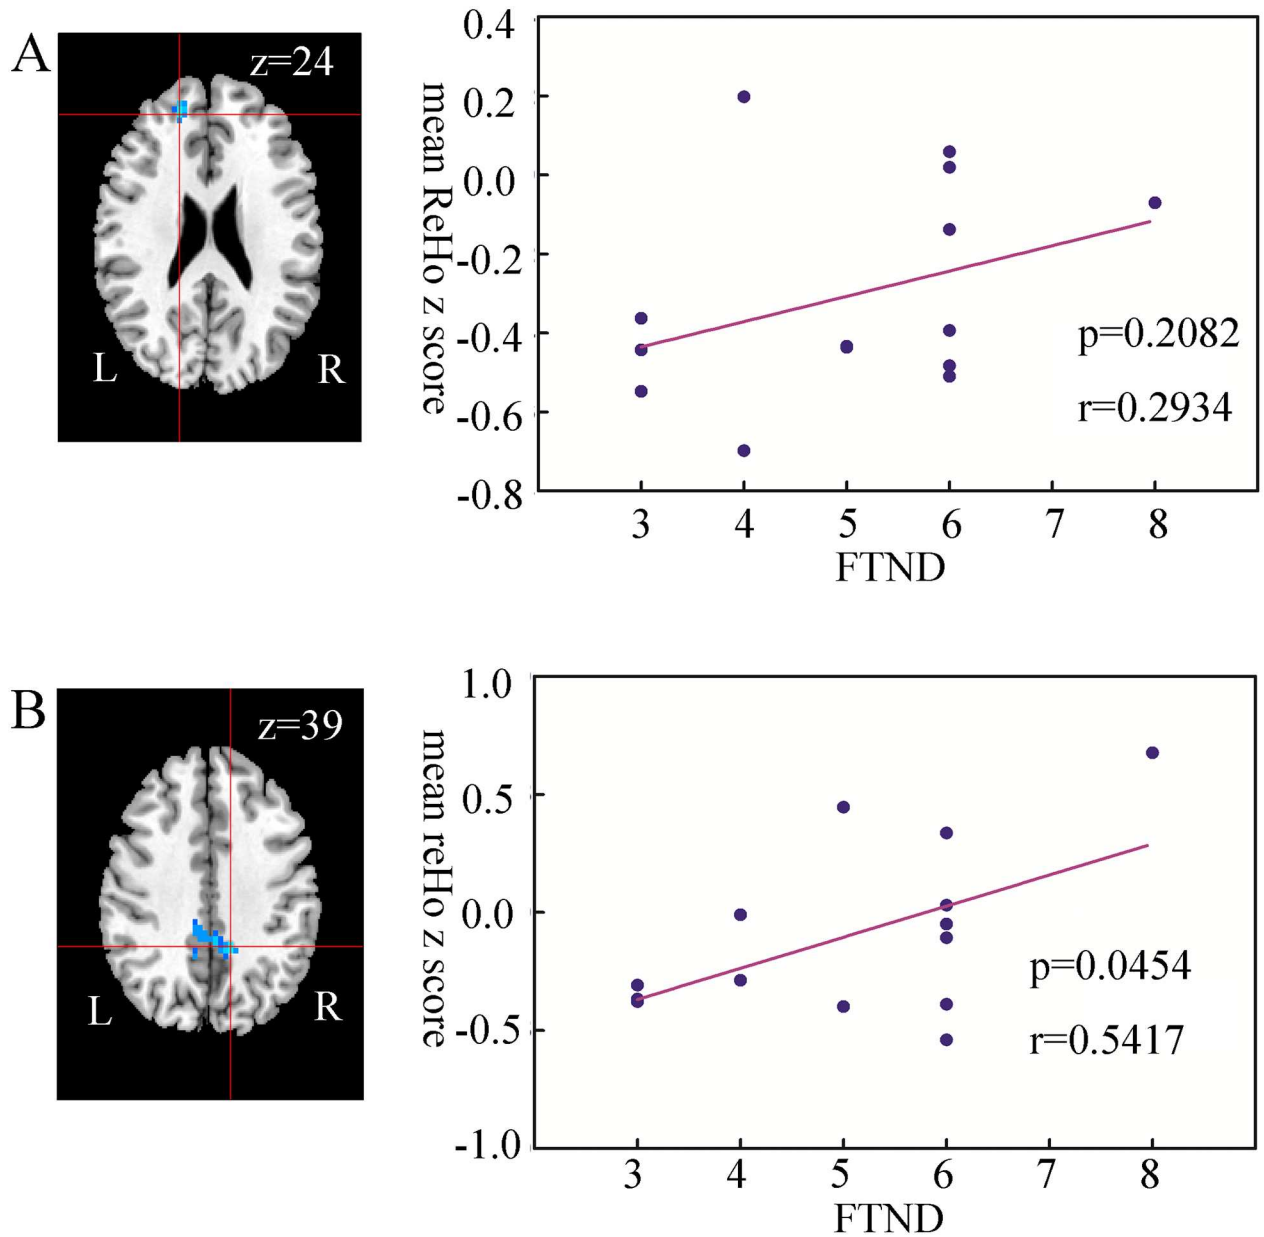 A
z=24
L
R
mean ReHo z score
0.4
0.2
0.0
-0.2
-0.4
-0.6
-0.8
p=0.2082
r=0.2934
3 4 5 6 7 8
FTND
B
z=39
L
R
mean reHo z score
1.0
0.5
0.0
-0.5
-1.0
p=0.0454
r=0.5417
3 4 5 6 7 8
FTND